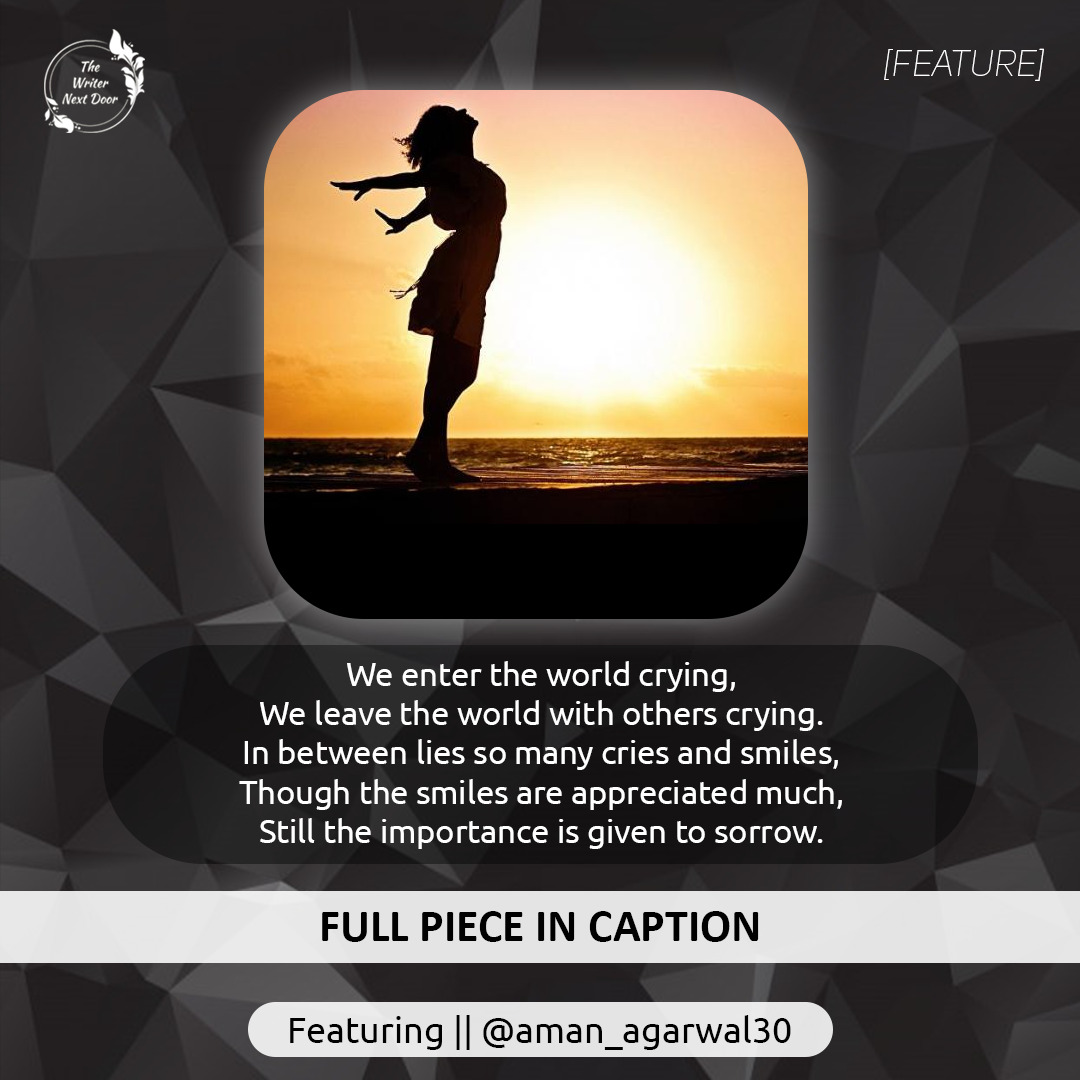 The
Writer
Next Door
[FEATURE]
We enter the world crying,
We leave the world with others crying.
In between lies so many cries and smiles,
Though the smiles are appreciated much,
Still the importance is given to sorrow.
FULL PIECE IN CAPTION
Featuring || @aman_agarwal30